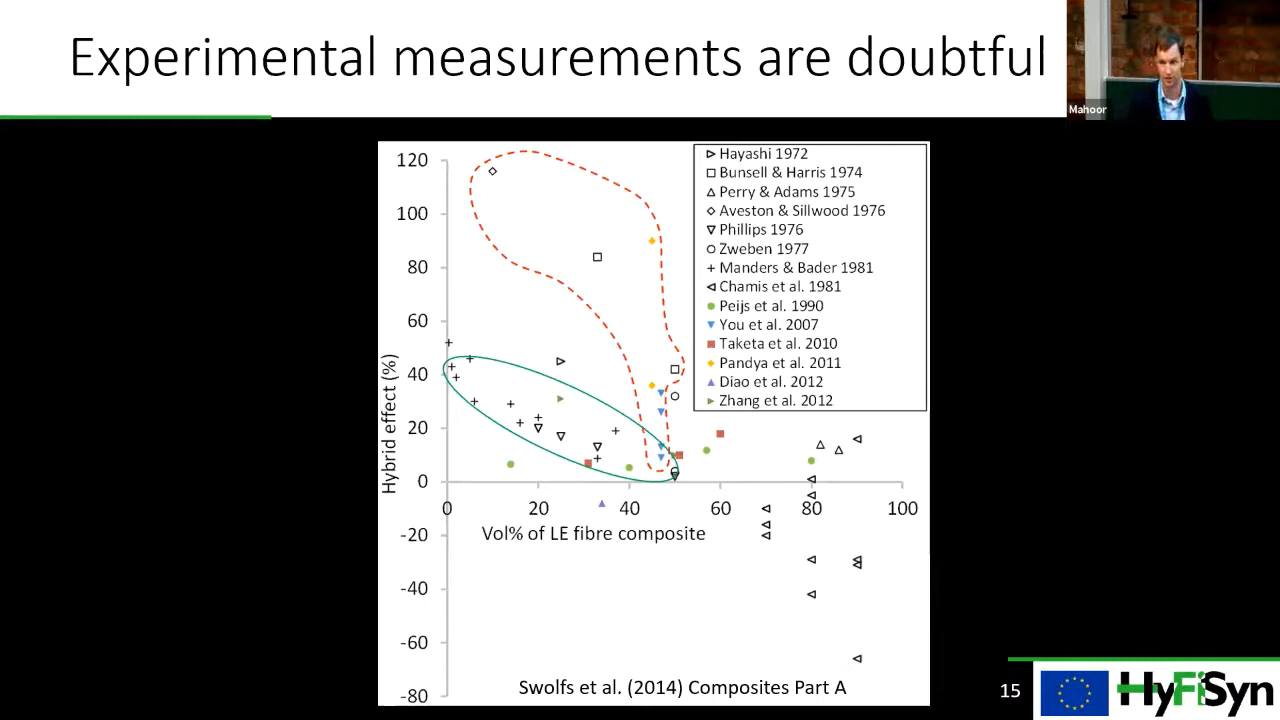 Experimental measurements are doubtful
Mahoor
120
100
80
60
40
20
0
-20
-40
-60
-80
Hybrid effect (%)
0
20
40
60
80
100
Vol% of LE fibre composite
Hayashi 1972
Bunsell & Harris 1974
Perry & Adams 1975
Aveston & Sillwood 1976
Phillips 1976
Zweben 1977
Manders & Bader 1981
Chamis et al. 1981
Peijs et al. 1990
You et al. 2007
Taketa et al. 2010
Pandya et al. 2011
Diao et al. 2012
Zhang et al. 2012
Swolfs et al. (2014) Composites Part A
15
HyFiSyn